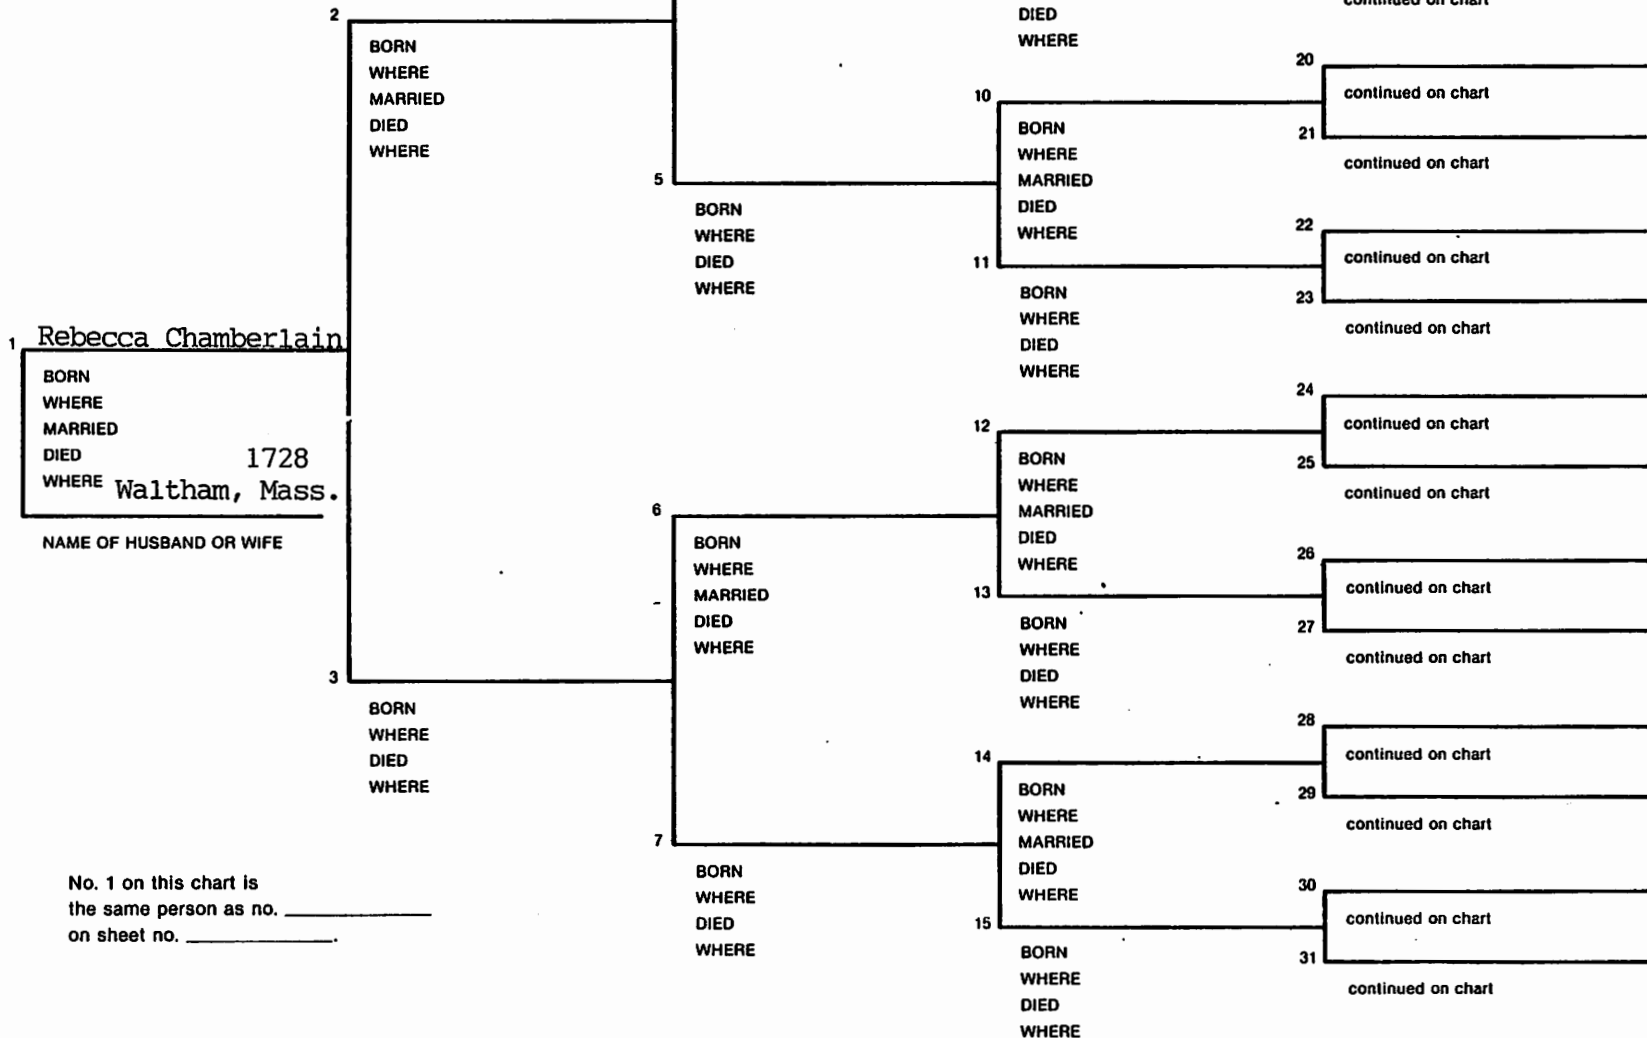 1 Rebecca Chamberlain
BORN
WHERE
MARRIED
DIED 1728
WHERE Waltham, Mass.
NAME OF HUSBAND OR WIFE
No. 1 on this chart is
the same person as no. ____________
on sheet no. ____________.
2
BORN
WHERE
MARRIED
DIED
WHERE
3
BORN
WHERE
DIED
WHERE
5
BORN
WHERE
DIED
WHERE
6
BORN
WHERE
MARRIED
DIED
WHERE
7
BORN
WHERE
DIED
WHERE
DIED
WHERE
10
BORN
WHERE
MARRIED
DIED
WHERE
11
BORN
WHERE
DIED
WHERE
12
BORN
WHERE
MARRIED
DIED
WHERE
13
BORN
WHERE
DIED
WHERE
14
BORN
WHERE
MARRIED
DIED
WHERE
15
BORN
WHERE
DIED
WHERE
continued on chart
20
continued on chart
21
continued on chart
22
continued on chart
23
continued on chart
24
continued on chart
25
continued on chart
26
continued on chart
27
continued on chart
28
continued on chart
29
continued on chart
30
continued on chart
31
continued on chart